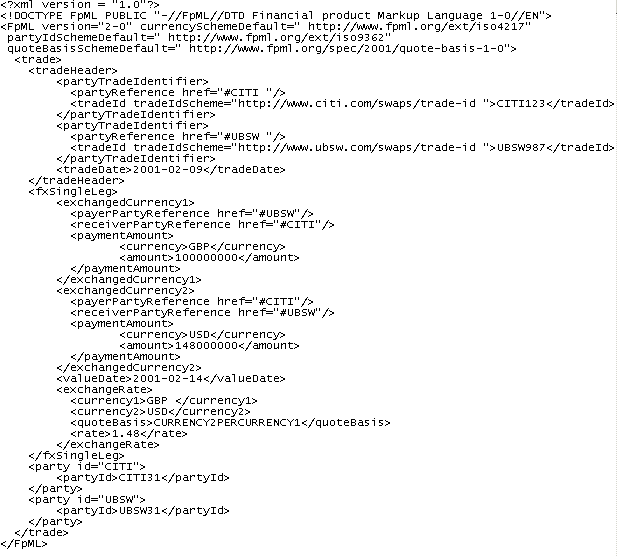 <?xml version = "1.0"?>
<!DOCTYPE FpML PUBLIC "-//FpML//DTD Financial product Markup Language 1-0//EN">
<FpML version="2-0" currencySchemeDefault=" http://www.fpml.org/ext/iso4217"
 partyIdSchemeDefault=" http://www.fpml.org/ext/iso9362"
 quoteBasisSchemeDefault=" http://www.fpml.org/spec/2001/quote-basis-1-0">
  <trade>
    <tradeHeader>
        <partyTradeIdentifier>
          <partyReference href="#CITI "/>
          <tradeId tradeIdScheme="http://www.citi.com/swaps/trade-id ">CITI123</tradeId>
        </partyTradeIdentifier>
        <partyTradeIdentifier>
          <partyReference href="#UBSW "/>
          <tradeId tradeIdScheme="http://www.ubsw.com/swaps/trade-id ">UBSW987</tradeId>
        </partyTradeIdentifier>
        <tradeDate>2001-02-09</tradeDate>
    </tradeHeader>
    <fxSingleLeg>
        <exchangedCurrency1>
          <payerPartyReference href="#UBSW"/>
          <receiverPartyReference href="#CITI"/>
          <paymentAmount>
                 <currency>GBP</currency>
                 <amount>100000000</amount>
          </paymentAmount>
        </exchangedCurrency1>
        <exchangedCurrency2>
          <payerPartyReference href="#CITI"/>
          <receiverPartyReference href="#UBSW"/>
          <paymentAmount>
                 <currency>USD</currency>
                 <amount>148000000</amount>
          </paymentAmount>
        </exchangedCurrency2>
        <valueDate>2001-02-14</valueDate>
        <exchangeRate>
          <currency1>GBP </currency1>
          <currency2>USD</currency2>
          <quoteBasis>CURRENCY2PERCURRENCY1</quoteBasis>
          <rate>1.48</rate>
        </exchangeRate>
    </fxSingleLeg>
    <party id="CITI">
        <partyId>CITI31</partyId>
    </party>
    <party id="UBSW">
        <partyId>UBSW31</partyId>
    </party>
  </trade>
</FpML>